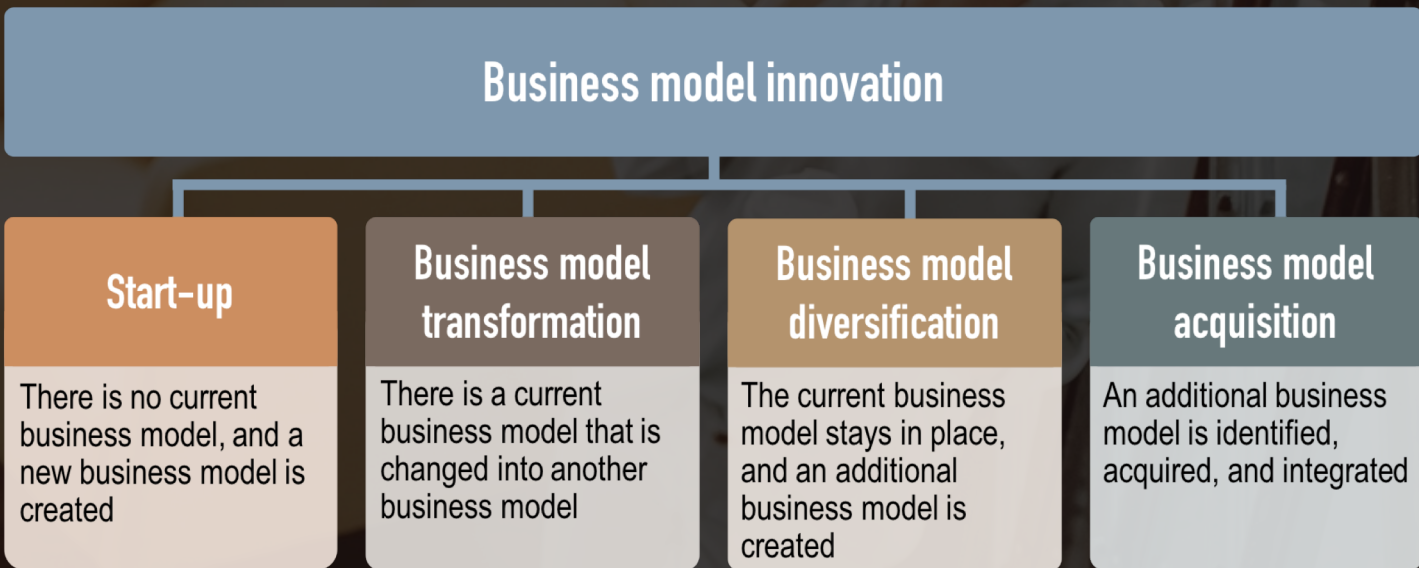 Business model innovation
Start-up
There is no current
business model, and a
new business model is
created
Business model
transformation
There is a current
business model that is
changed into another
business model
Business model
diversification
The current business
model stays in place,
and an additional
business model is
created
Business model
acquisition
An additional business
model is identified,
acquired, and integrated